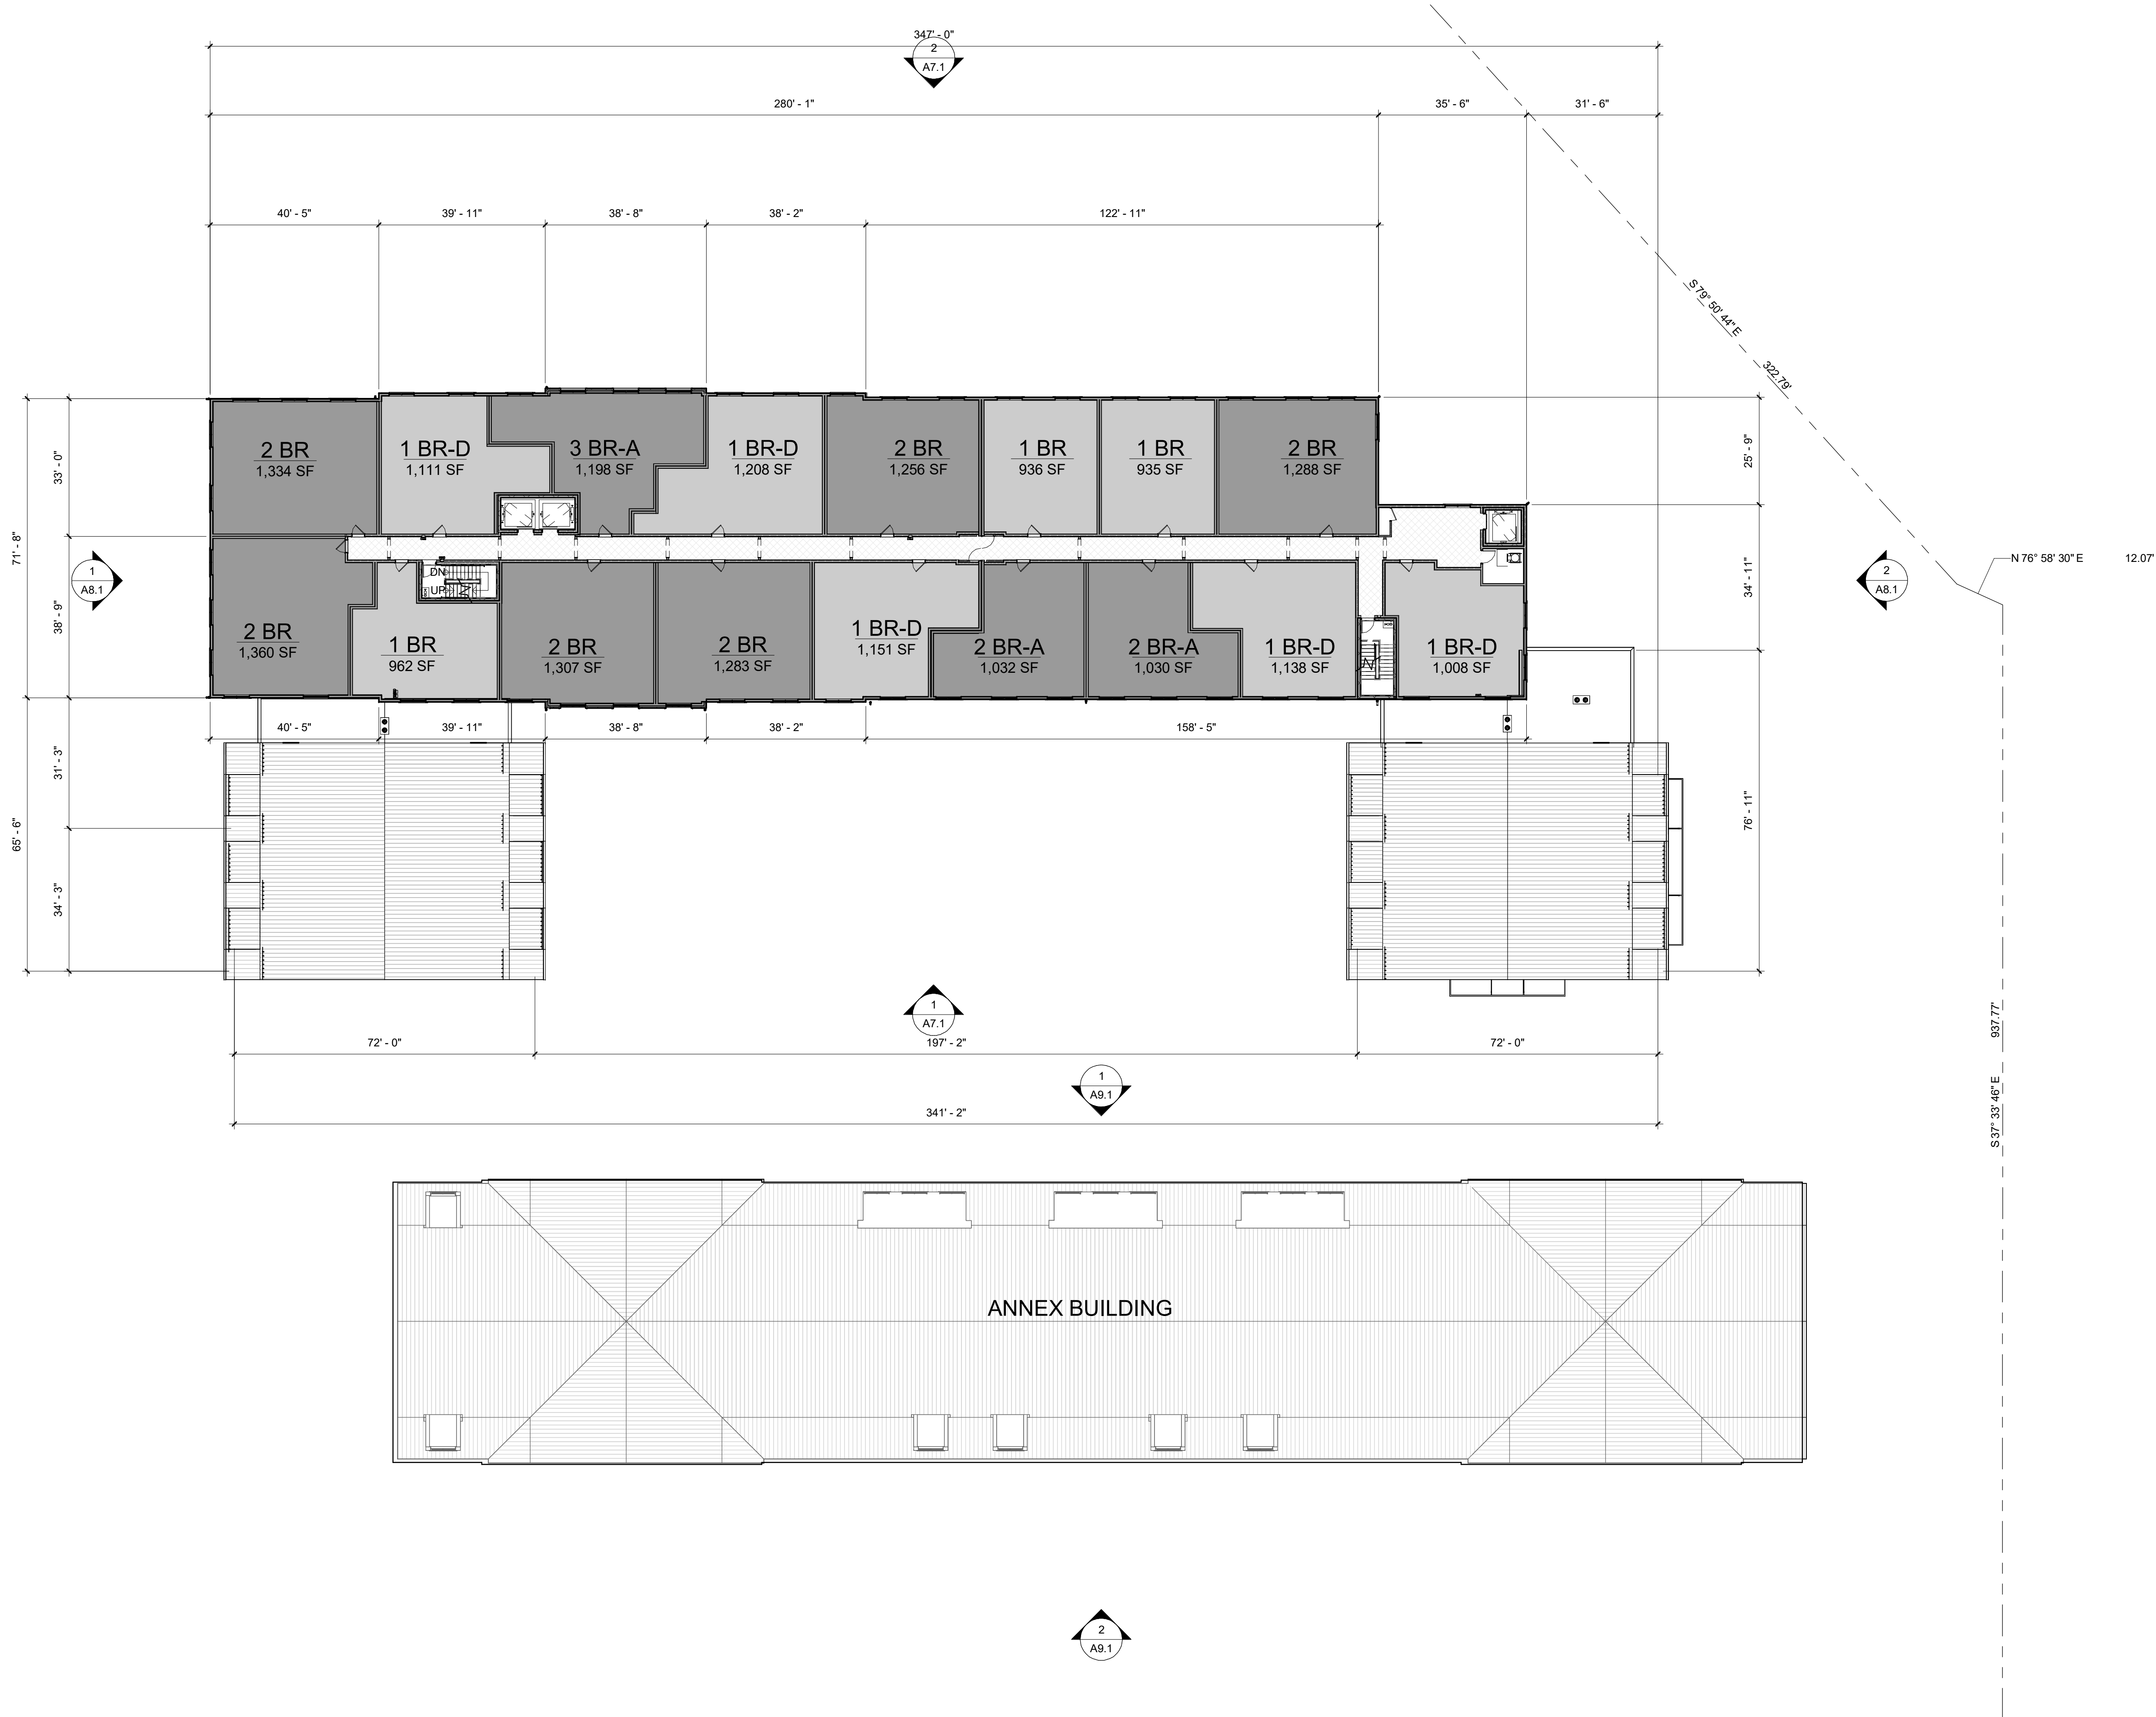 347' - 0"
2
A7.1
280' - 1"
35' - 6"
31' - 6"
40' - 5"
39' - 11"
38' - 8"
38' - 2"
122' - 11"
S 79° 50' 44" E
322.79'
2 BR
1,334 SF
1 BR-D
1,111 SF
3 BR-A
1,198 SF
1 BR-D
1,208 SF
2 BR
1,256 SF
1 BR
936 SF
1 BR
935 SF
2 BR
1,288 SF
33' - 0"
25' - 9"
71' - 8"
38' - 9"
34' - 11"
1
A8.1
2
A8.1
N 76° 58' 30" E
12.07'
DN
UP
2 BR
1,360 SF
1 BR
962 SF
2 BR
1,307 SF
2 BR
1,283 SF
1 BR-D
1,151 SF
2 BR-A
1,032 SF
2 BR-A
1,030 SF
1 BR-D
1,138 SF
1 BR-D
1,008 SF
40' - 5"
39' - 11"
38' - 8"
38' - 2"
158' - 5"
31' - 3"
65' - 6"
34' - 3"
76' - 11"
1
A7.1
72' - 0"
197' - 2"
72' - 0"
1
A9.1
341' - 2"
937.77'
S 37° 33' 46" E
ANNEX BUILDING
2
A9.1